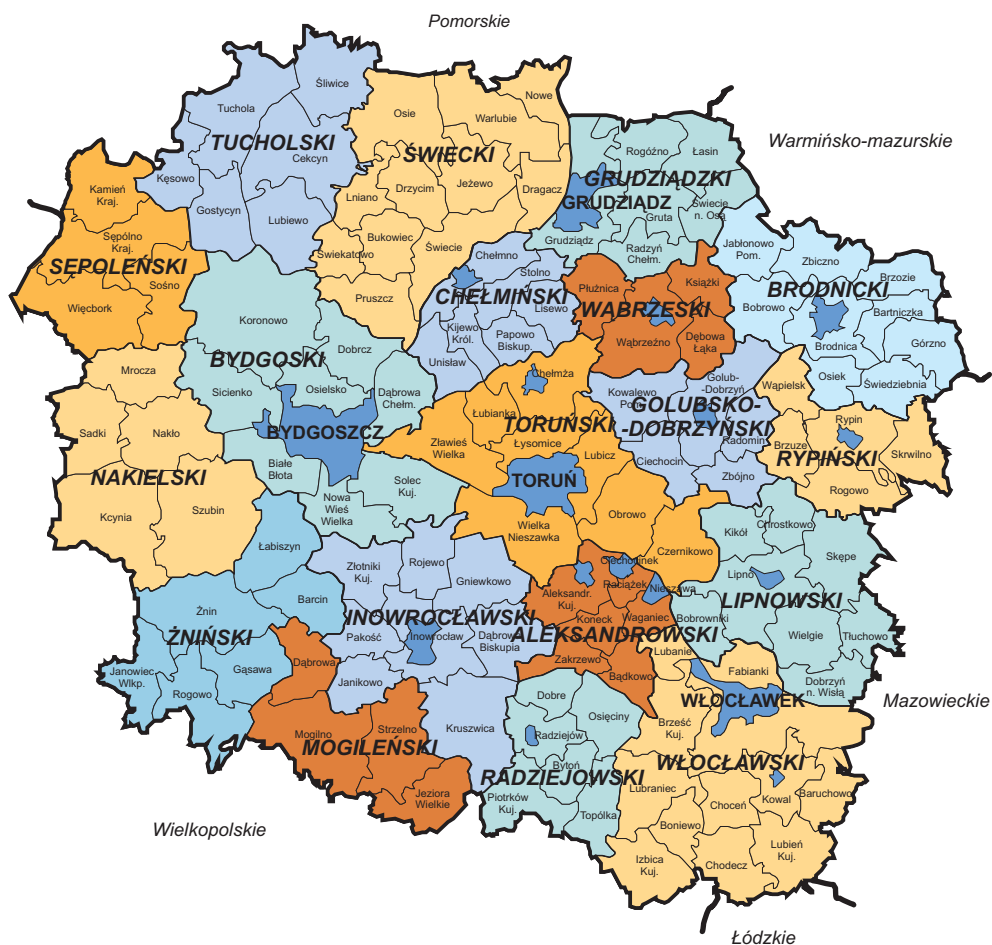 Pomorskie
Warmińsko-mazurskie
Mazowieckie
Łódzkie
Wielkopolskie
TUCHOLSKI
Śliwice
Tuchola
Cekcyn
Kęsowo
Gostycyn
Lubiewo
ŚWIECKI
Nowe
Osie
Warlubie
Jeżewo
Drzycim
Lniano
Dragacz
Bukowiec
Świecie
Swiekatowo
Pruszcz
GRUDZIĄDZKI
GRUDZIĄDZ
Rogóźno
Łasin
Gruta
Świecie
n. Osą
Grudziądz
Radzyń
Chełm.
SĘPOLEŃSKI
Kamień
Kraj.
Sępólno
Kraj.
Sośno
Więcbork
CHEŁMIŃSKI
Chełmno
Stolno
Lisewo
Kijewo
Król.
Papowo
Biskup.
Unisław
WĄBRZESKI
Płużnica
Książki
Wąbrzeźno
Dębowa
Łąka
BRODNICKI
Jabłonowo
Pom.
Zbiczno
Brzozie
Bobrowo
Bartniczka
Brodnica
Górzno
Osiek
Świedziebnia
BYDGOSKI
BYDGOSZCZ
Koronowo
Dobrcz
Osielsko
Dąbrowa
Chełm.
Sicienko
Białe
Błota
Nowa
Wieś
Wielka
Solec
Kuj.
NAKIELSKI
Mrocza
Sadki
Nakło
Kcynia
Szubin
TORUŃSKI
TORUŃ
Chełmża
Łubianka
Łysomice
Zławieś
Wielka
Lubicz
Wielka
Nieszawka
Obrowo
Czernikowo
GOLUBSKO-
-DOBRZYŃSKI
Golub-
Dobrzyń
Kowalewo
Pom.
Radomin
Ciechocin
Zbójno
RYPIŃSKI
Wąpielsk
Rypin
Brzuze
Skrwilno
Rogowo
LIPNOWSKI
Kikół
Chrostkowo
Skępe
Lipno
Bobrowniki
Wielgie
Tłuchowo
Dobrzyń
n. Wisłą
ŻNIŃSKI
Łabiszyn
Barcin
Żnin
Gąsawa
Janowiec
Wlkp.
Rogowo
INOWROCŁAWSKI
Złotniki
Kuj.
Rojewo
Gniewkowo
Pakość
Inowrocław
Dąbrowa
Biskupia
Janikowo
Kruszwica
ALEKSANDROWSKI
Ciechocinek
Aleksandr.
Kuj.
Raciążek
Nieszawa
Koneck
Waganiec
Zakrzewo
Bądkowo
MOGILEŃSKI
Dąbrowa
Mogilno
Strzelno
Jeziora
Wielkie
RADZIEJOWSKI
Dobre
Osięciny
Radziejów
Bytoń
Piotrków
Kuj.
Topólka
WŁOCŁAWSKI
WŁOCŁAWEK
Lubanie
Fabianki
Brześć
Kuj.
Lubraniec
Choceń
Kowal
Baruchowo
Boniewo
Izbica
Kuj.
Chodecz
Lubień
Kuj.